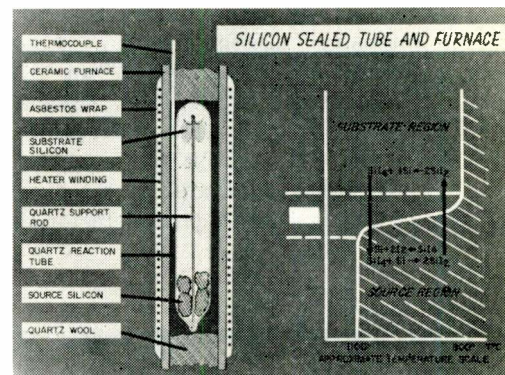 SILICON SEALED TUBE AND FURNACE
THERMOCOUPLE
CERAMIC FURNACE
ASBESTOS WRAP
SUBSTRATE
SILICON
HEATER WINDING
QUARTZ SUPPORT
ROD
QUARTZ REACTION
TUBE
SOURCE SILICON
QUARTZ WOOL
SUBSTRATE REGION
SOURCE REGION
APPROXIMATE TEMPERATURE SCALE